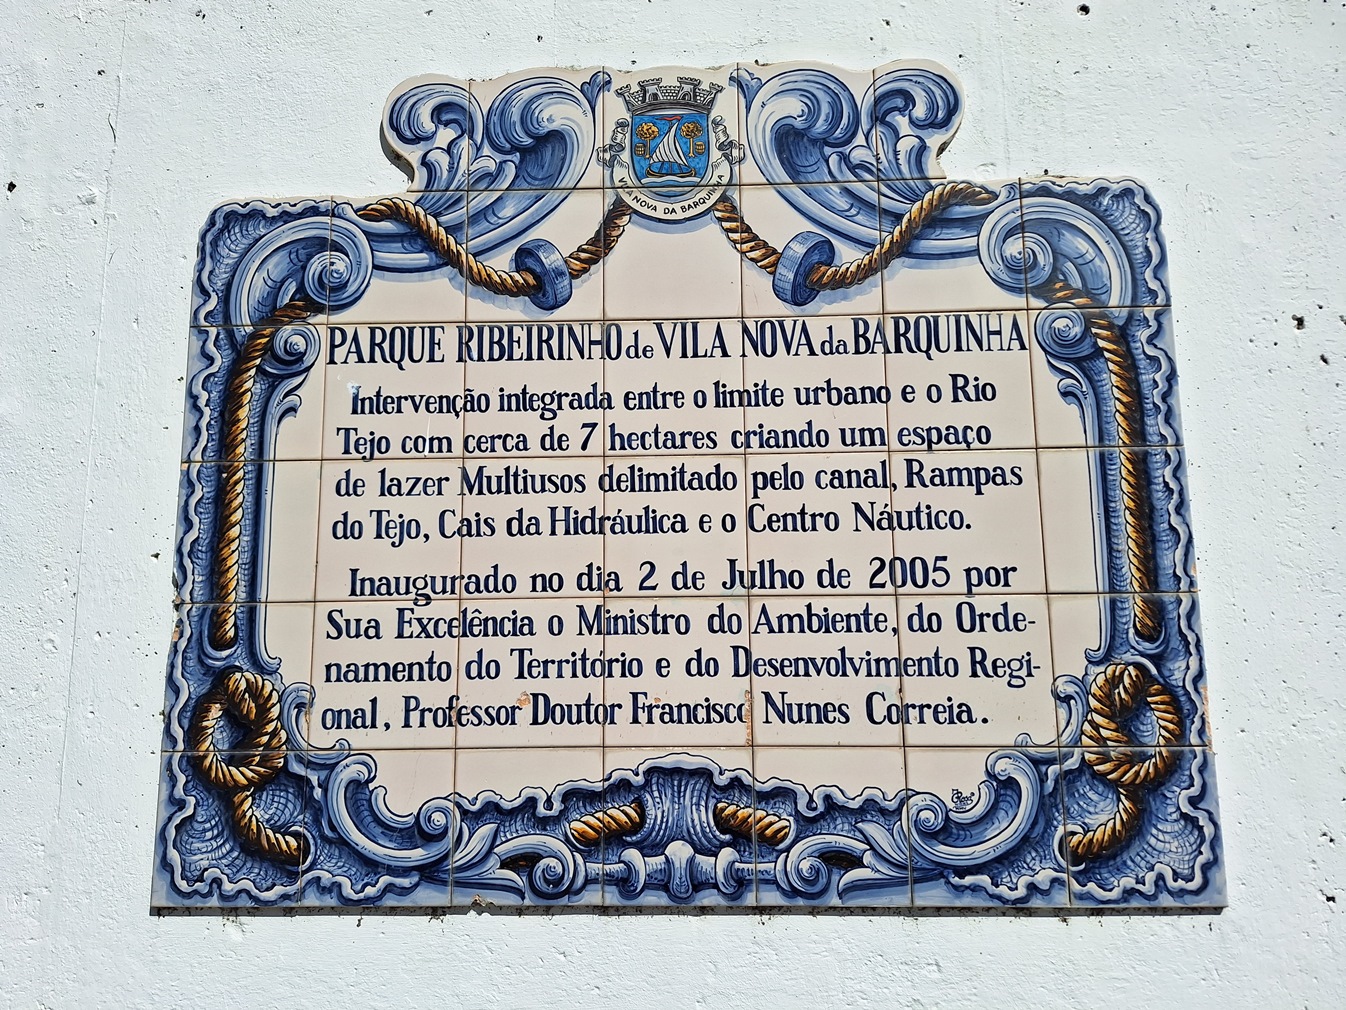 VILA NOVA DA BARQUINHA
PARQUE RIBEIRINHO de VILA NOVA da BARQUINHA
Intervenção integrada entre o limite urbano e o Rio
Tejo com cerca de 7 hectares criando um espaço
de lazer Multiusos delimitado pelo canal, Rampas
do Tejo, Cais da Hidráulica e o Centro Náutico.
Inaugurado no dia 2 de Julho de 2005 por
Sua Excelência o Ministro do Ambiente, do Orde-
namento do Território e do Desenvolvimento Regi-
onal, Professor Doutor Francisco Nunes Correia.